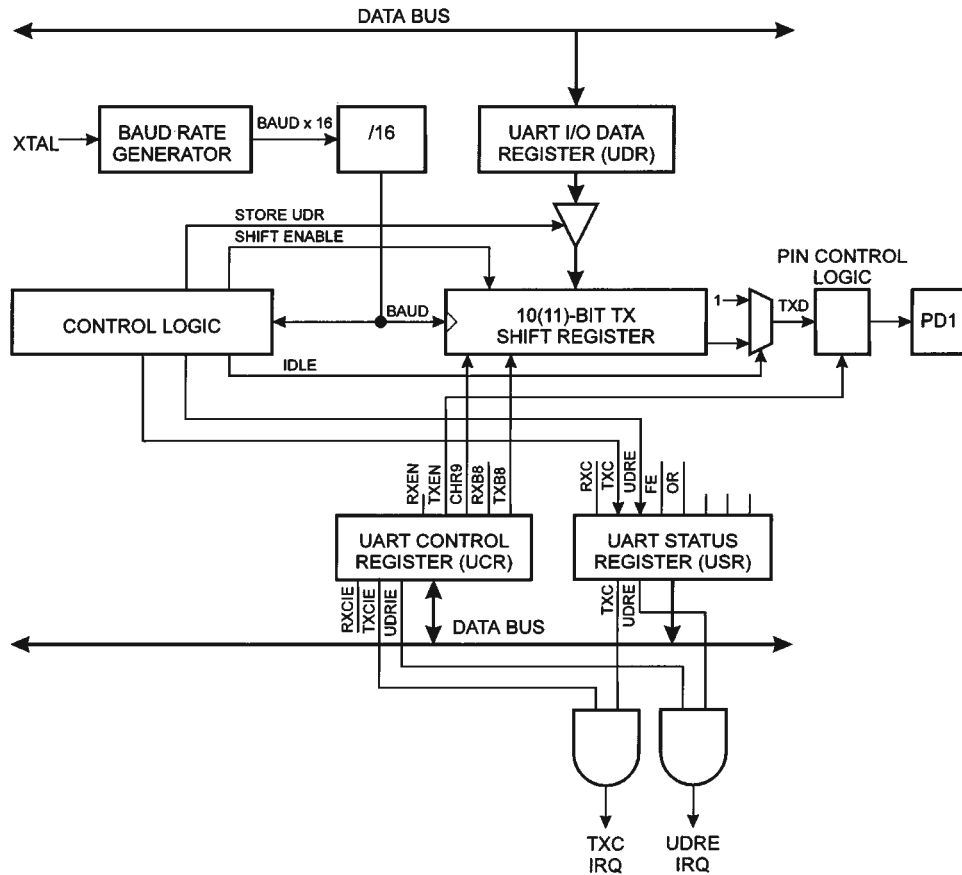 DATA BUS
XTAL
BAUD RATE
GENERATOR
BAUD x 16
/16
UART I/O DATA
REGISTER (UDR)
STORE UDR
SHIFT ENABLE
PIN CONTROL
LOGIC
CONTROL LOGIC
BAUD
10(11)-BIT TX
SHIFT REGISTER
1
TXD
PD1
IDLE
RXEN
TXEN
CHR9
RXB8
TXB8
RXC
TXC
UDRE
FE
OR
UART CONTROL
REGISTER (UCR)
UART STATUS
REGISTER (USR)
RXCIE
TXCIE
UDRIE
TXC
UDRE
DATA BUS
TXC
IRQ
UDRE
IRQ